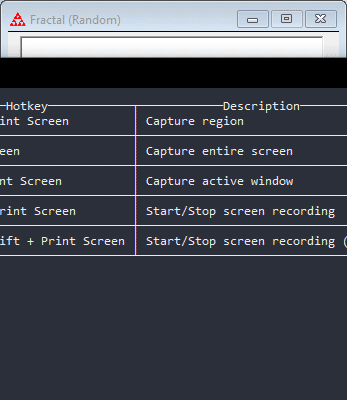 Fractal (Random)
Hotkey Description
int Screen Capture region
een Capture entire screen
nt Screen Capture active window
rint Screen Start/Stop screen recording
ift + Print Screen Start/Stop screen recording (